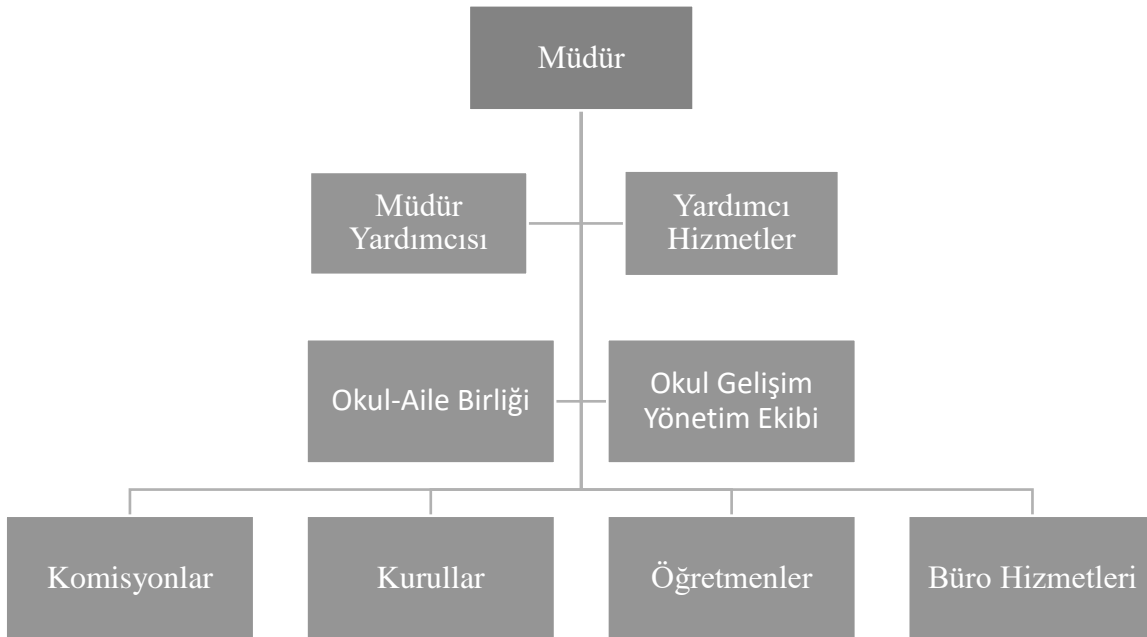 Müdür
Müdür
Yardımcısı
Yardımcı
Hizmetler
Okul-Aile Birliği
Okul Gelişim
Yönetim Ekibi
Komisyonlar
Kurullar
Öğretmenler
Büro Hizmetleri